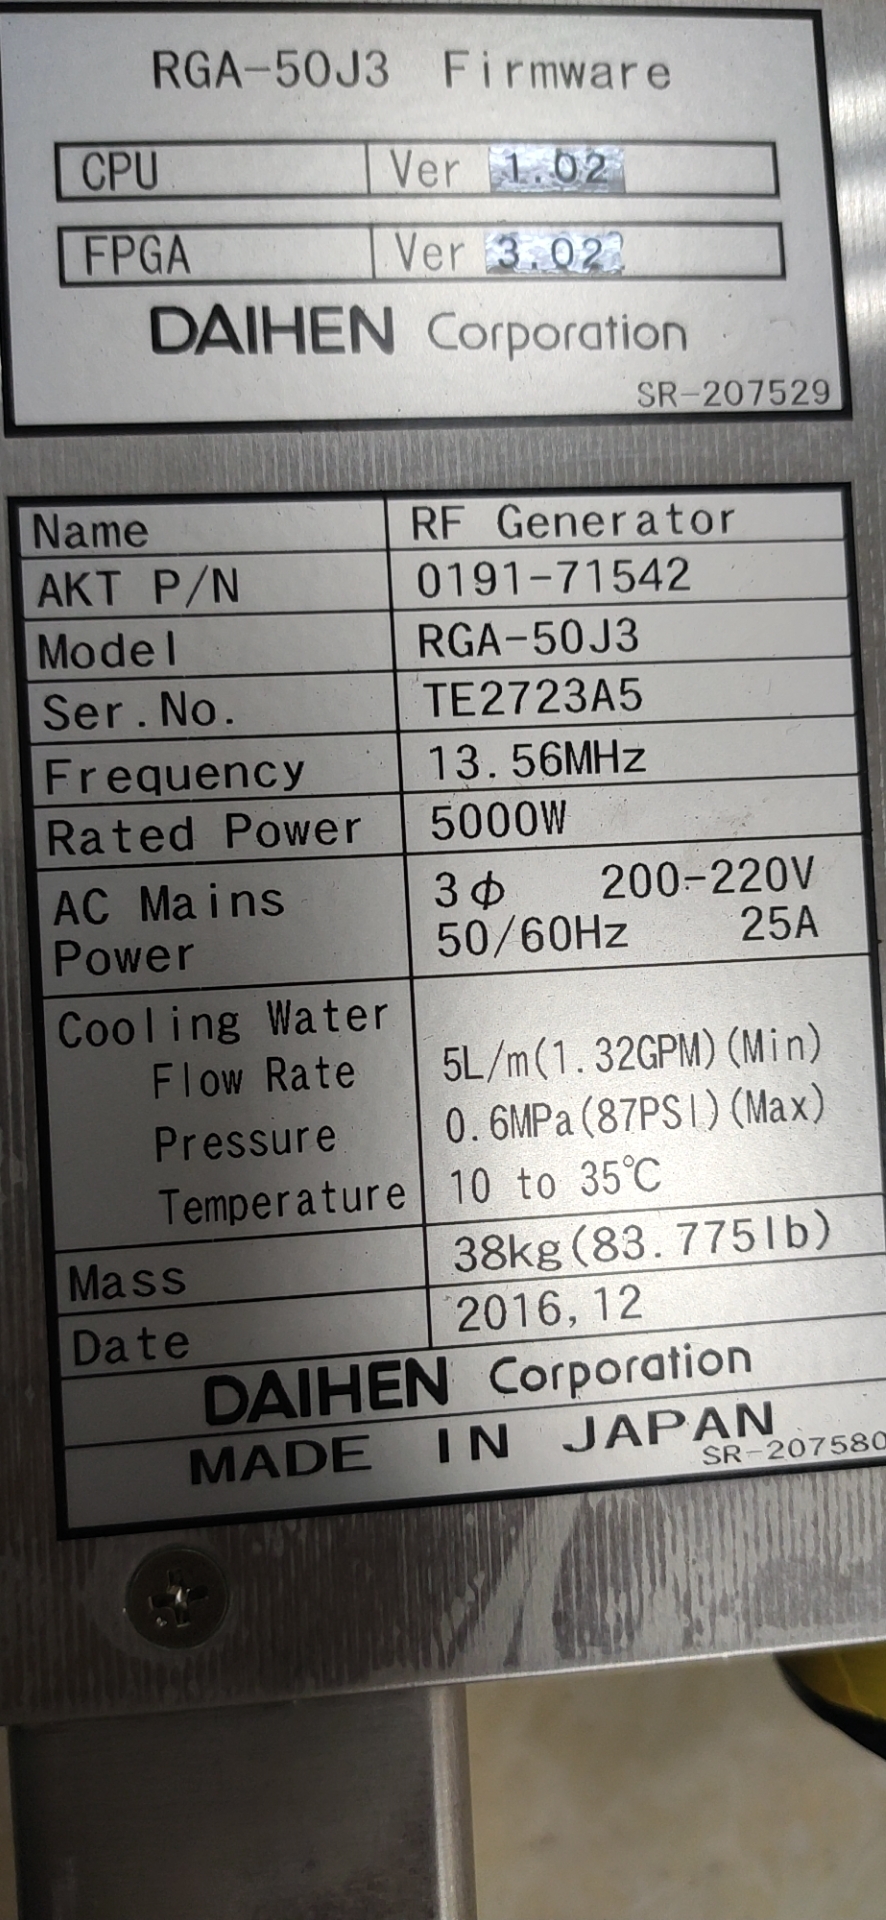 RGA-50J3 Firmware
CPU Ver 1.02
FPGA Ver 3.02
DAIHEN Corporation
SR-207529
Name RF Generator
AKT P/N 0191-71542
Model RGA-50J3
Ser.No. TE2723A5
Frequency 13.56MHz
Rated Power 5000W
AC Mains Power 3ϕ 200-220V
50/60Hz 25A
Cooling Water
Flow Rate 5L/m(1.32GPM)(Min)
Pressure 0.6MPa(87PSI)(Max)
Temperature 10 to 35℃
Mass 38kg(83.775lb)
Date 2016,12
DAIHEN Corporation
MADE IN JAPAN
SR-207580